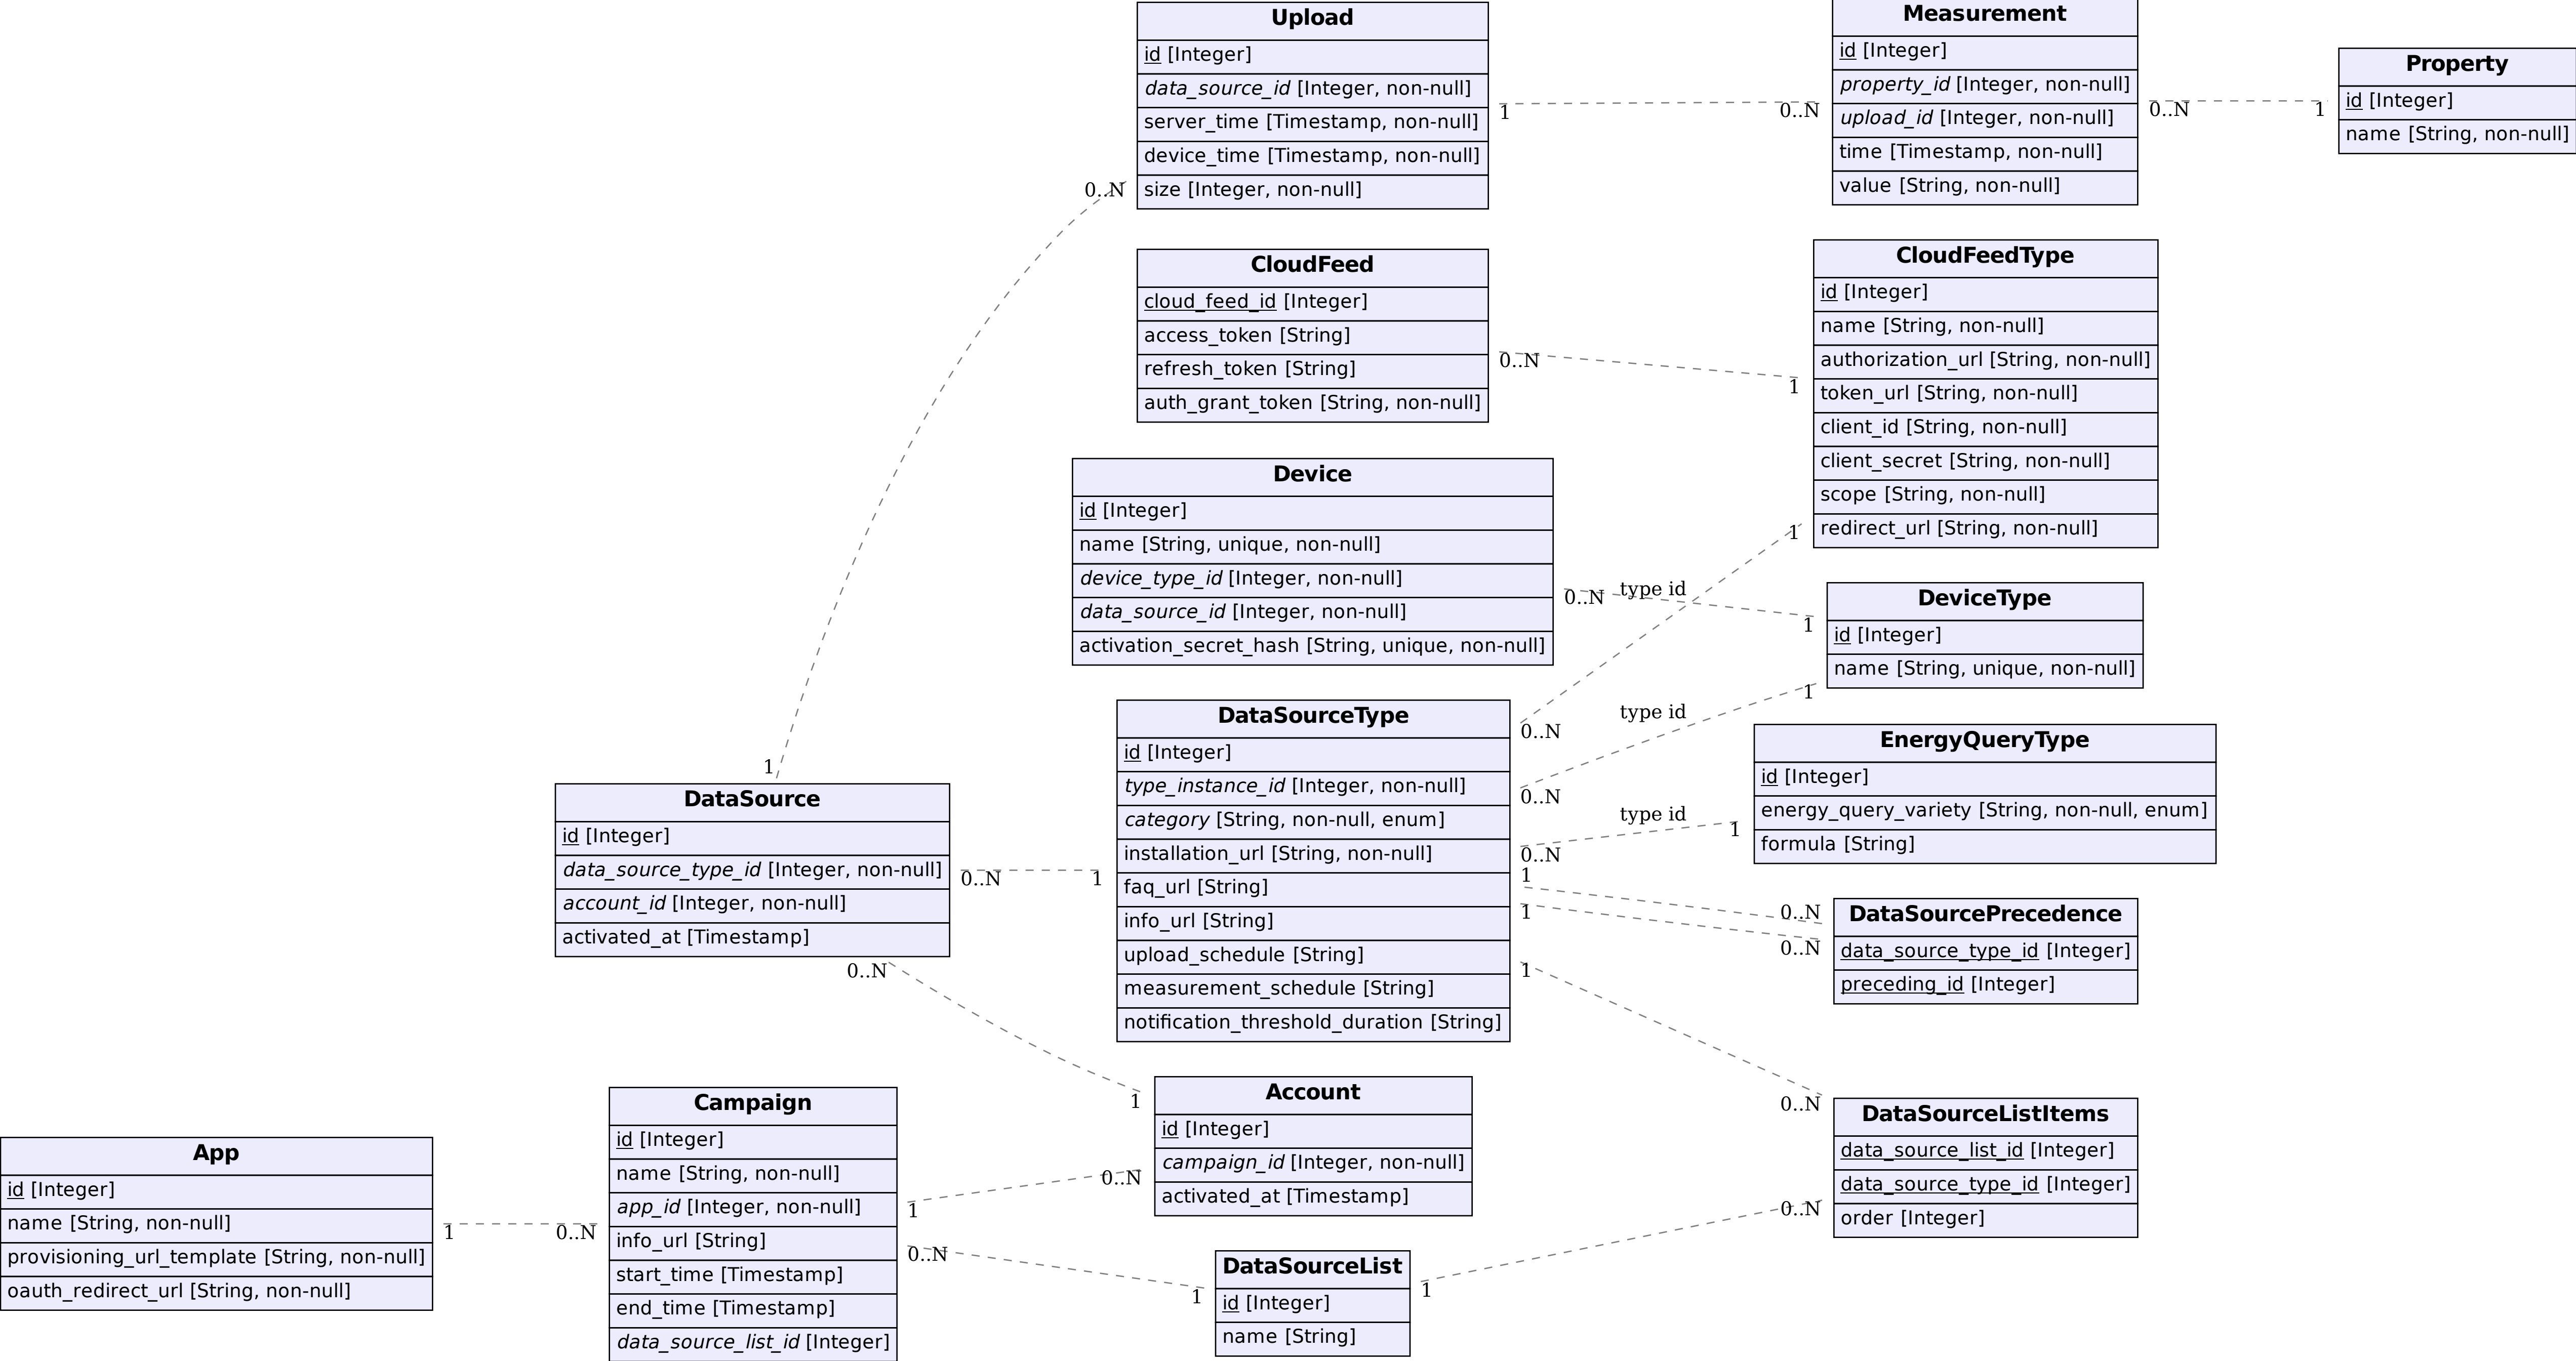 Upload
id [Integer]
data_source_id [Integer, non-null]
server_time [Timestamp, non-null]
device_time [Timestamp, non-null]
size [Integer, non-null]
1
0..N
0..N
Measurement
id [Integer]
property_id [Integer, non-null]
upload_id [Integer, non-null]
time [Timestamp, non-null]
value [String, non-null]
0..N
1
Property
id [Integer]
name [String, non-null]
CloudFeed
cloud_feed_id [Integer]
access_token [String]
refresh_token [String]
auth_grant_token [String, non-null]
0..N
1
CloudFeedType
id [Integer]
name [String, non-null]
authorization_url [String, non-null]
token_url [String, non-null]
client_id [String, non-null]
client_secret [String, non-null]
scope [String, non-null]
redirect_url [String, non-null]
1
Device
id [Integer]
name [String, unique, non-null]
device_type_id [Integer, non-null]
data_source_id [Integer, non-null]
activation_secret_hash [String, unique, non-null]
0..N
type id
1
DeviceType
id [Integer]
name [String, unique, non-null]
1
type id
DataSourceType
id [Integer]
type_instance_id [Integer, non-null]
category [String, non-null, enum]
installation_url [String, non-null]
faq_url [String]
info_url [String]
upload_schedule [String]
measurement_schedule [String]
notification_threshold_duration [String]
0..N
0..N
0..N
1
1
1
type id
1
EnergyQueryType
id [Integer]
energy_query_variety [String, non-null, enum]
formula [String]
1
DataSource
id [Integer]
data_source_type_id [Integer, non-null]
account_id [Integer, non-null]
activated_at [Timestamp]
0..N
1
0..N
0..N
0..N
DataSourcePrecedence
data_source_type_id [Integer]
preceding_id [Integer]
Account
id [Integer]
campaign_id [Integer, non-null]
activated_at [Timestamp]
1
0..N
0..N
DataSourceListItems
data_source_list_id [Integer]
data_source_type_id [Integer]
order [Integer]
0..N
Campaign
id [Integer]
name [String, non-null]
app_id [Integer, non-null]
info_url [String]
start_time [Timestamp]
end_time [Timestamp]
data_source_list_id [Integer]
1
0..N
App
id [Integer]
name [String, non-null]
provisioning_url_template [String, non-null]
oauth_redirect_url [String, non-null]
1
0..N
1
DataSourceList
id [Integer]
name [String]
1